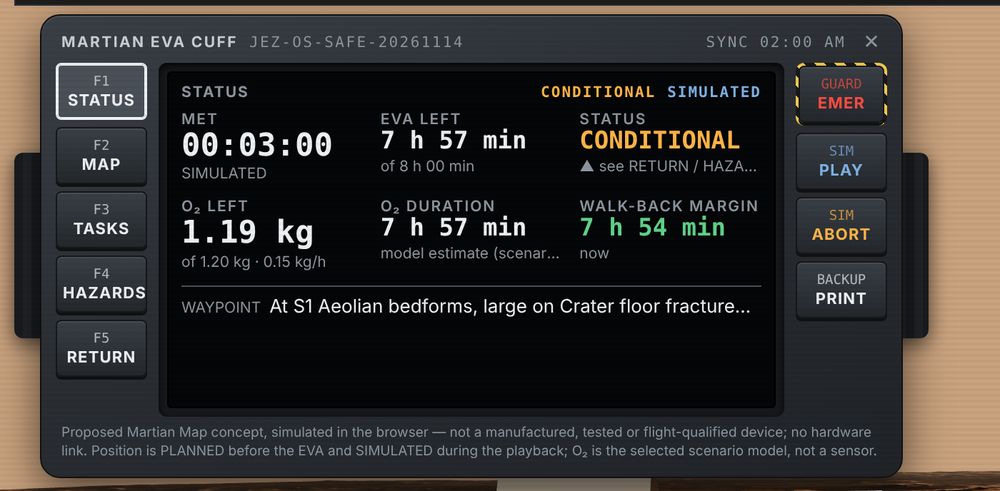 MARTIAN EVA CUFF JEZ-OS-SAFE-20261114 SYNC 02:00 AM ✕
F1
STATUS
F2
MAP
F3
TASKS
F4
HAZARDS
F5
RETURN
STATUS CONDITIONAL SIMULATED
MET EVA LEFT STATUS
00:03:00 7 h 57 min CONDITIONAL
SIMULATED of 8 h 00 min ▲ see RETURN / HAZA...
O₂ LEFT O₂ DURATION WALK-BACK MARGIN
1.19 kg 7 h 57 min 7 h 54 min
of 1.20 kg · 0.15 kg/h model estimate (scenar... now
WAYPOINT At S1 Aeolian bedforms, large on Crater floor fracture...
GUARD
EMER
SIM
PLAY
SIM
ABORT
BACKUP
PRINT
Proposed Martian Map concept, simulated in the browser — not a manufactured, tested or flight-qualified device; no hardware
link. Position is PLANNED before the EVA and SIMULATED during the playback; O₂ is the selected scenario model, not a sensor.